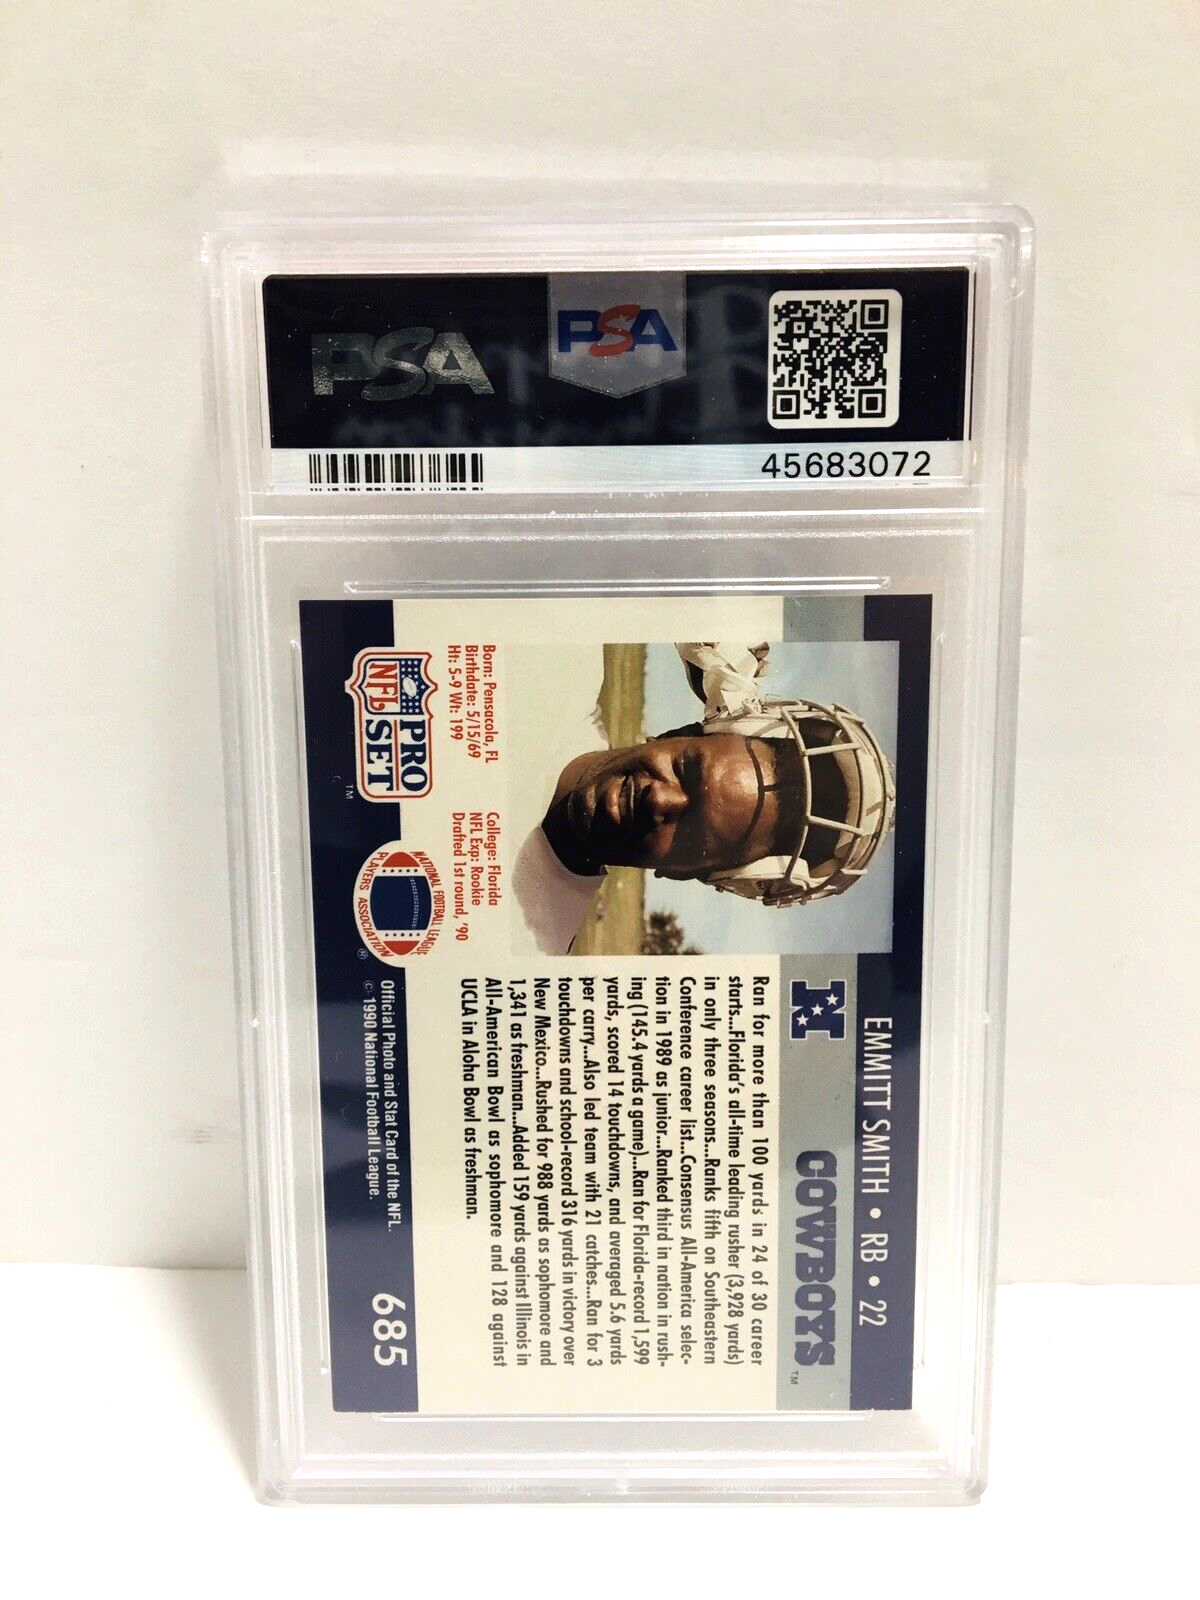 PSA
PSA
45683072
EMMITT SMITH • RB • 22
COWBOYS™
Ran for more than 100 yards in 24 of 30 career
starts...Florida's all-time leading rusher (3,928 yards)
in only three seasons...Ranks fifth on Southeastern
Conference career list...Consensus All-America selec-
tion in 1989 as junior...Ranked third in nation in rush-
ing (145.4 yards a game)...Ran for Florida-record 1,599
yards, scored 14 touchdowns, and averaged 5.6 yards
per carry...Also led team with 21 catches...Ran for 3
touchdowns and school-record 316 yards in victory over
New Mexico...Rushed for 988 yards as sophomore and
1,341 as freshman...Added 159 yards against Illinois in
All-American Bowl as sophomore and 128 against
UCLA in Aloha Bowl as freshman.
Born: Pensacola, FL
Birthdate: 5/15/69
Ht: 5-9 Wt: 199
College: Florida
NFL Exp: Rookie
Drafted 1st round, '90
PRO
NFL SET
™
NATIONAL FOOTBALL LEAGUE
PLAYERS ASSOCIATION
®
Official Photo and Stat Card of the NFL.
© 1990 National Football League.
685